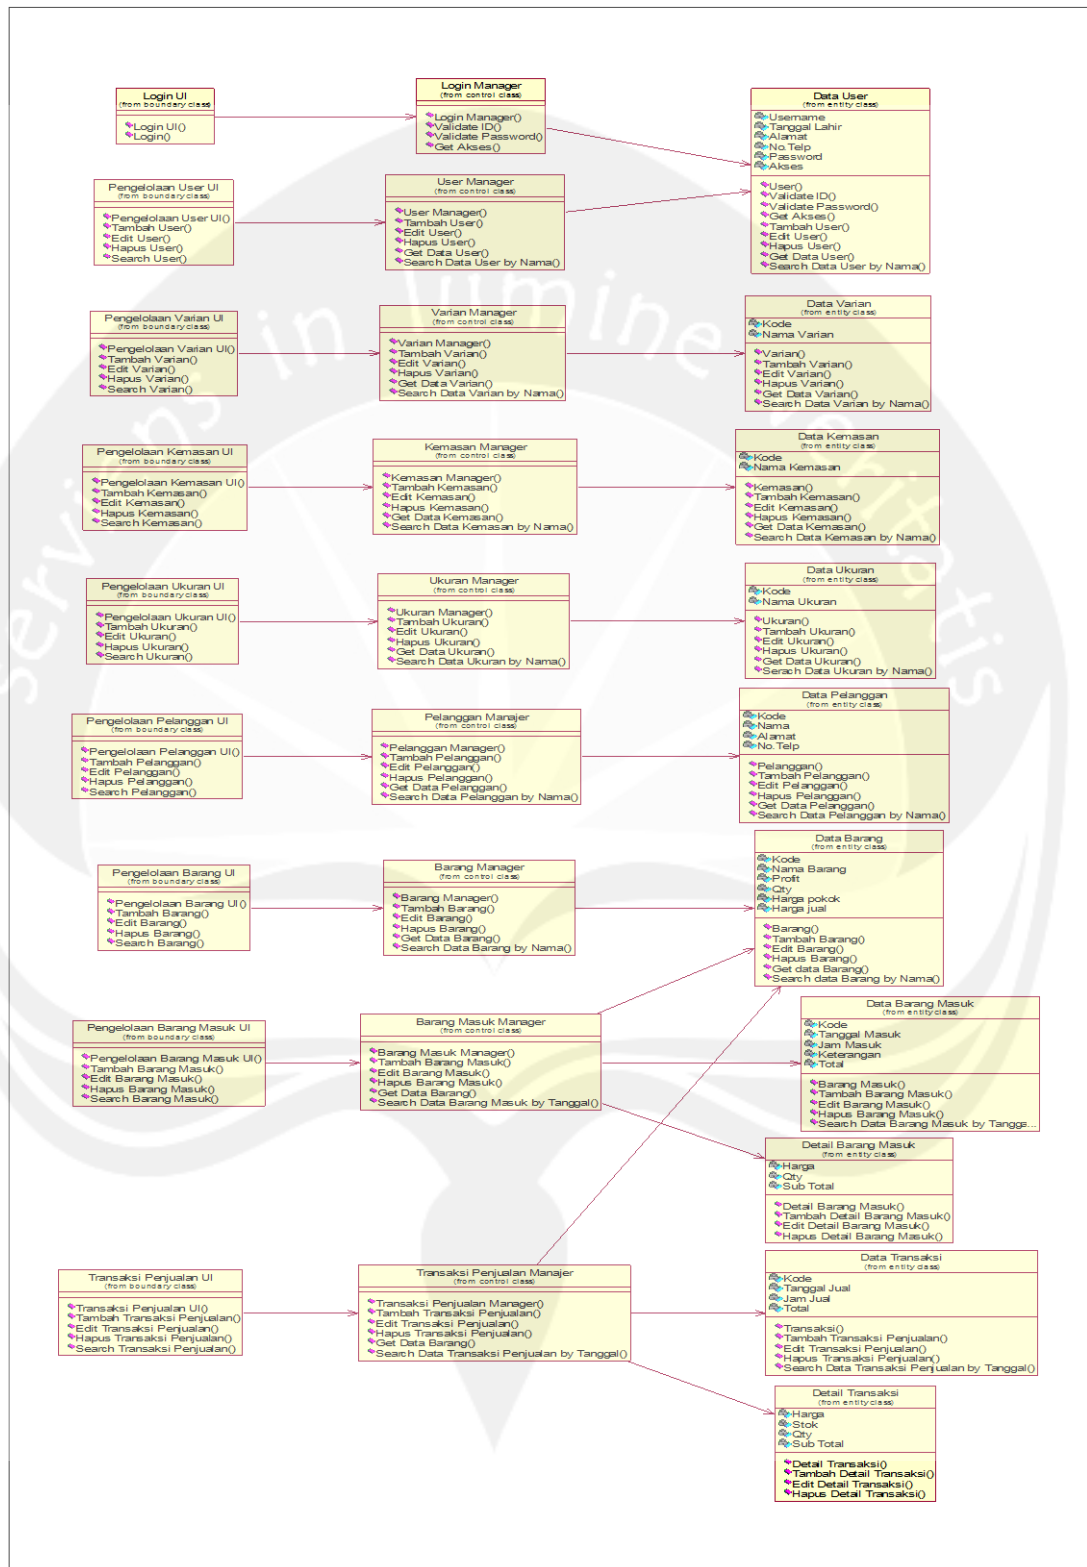 Login UI
(from boundary class)
Login UI()
Login()
Login Manager
(from control class)
Login Manager()
Validate ID()
Validate Password()
Get Akses()
Data User
(from entity class)
Username
Tanggal Lahir
Alamat
No.Telp
Password
Akses
User()
Validate ID()
Validate Password()
Get Akses()
Tambah User()
Edit User()
Hapus User()
Get Data User()
Search Data User by Nama()
Pengelolaan User UI
(from boundary class)
Pengelolaan User UI()
Tambah User()
Edit User()
Hapus User()
Search User()
User Manager
(from control class)
User Manager()
Tambah User()
Edit User()
Hapus User()
Get Data User()
Search Data User by Nama()
Pengelolaan Varian UI
(from boundary class)
Pengelolaan Varian UI()
Tambah Varian()
Edit Varian()
Hapus Varian()
Search Varian()
Varian Manager
(from control class)
Varian Manager()
Tambah Varian()
Edit Varian()
Hapus Varian()
Get Data Varian()
Search Data Varian by Nama()
Data Varian
(from entity class)
Kode
Nama Varian
Varian()
Tambah Varian()
Edit Varian()
Hapus Varian()
Get Data Varian()
Search Data Varian by Nama()
Pengelolaan Kemasan UI
(from boundary class)
Pengelolaan Kemasan UI()
Tambah Kemasan()
Edit Kemasan()
Hapus Kemasan()
Search Kemasan()
Kemasan Manager
(from control class)
Kemasan Manager()
Tambah Kemasan()
Edit Kemasan()
Hapus Kemasan()
Get Data Kemasan()
Search Data Kemasan by Nama()
Data Kemasan
(from entity class)
Kode
Nama Kemasan
Kemasan()
Tambah Kemasan()
Edit Kemasan()
Hapus Kemasan()
Get Data Kemasan()
Search Data Kemasan by Nama()
Pengelolaan Ukuran UI
(from boundary class)
Pengelolaan Ukuran UI()
Tambah Ukuran()
Edit Ukuran()
Hapus Ukuran()
Search Ukuran()
Ukuran Manager
(from control class)
Ukuran Manager()
Tambah Ukuran()
Edit Ukuran()
Hapus Ukuran()
Get Data Ukuran()
Search Data Ukuran by Nama()
Data Ukuran
(from entity class)
Kode
Nama Ukuran
Ukuran()
Tambah Ukuran()
Edit Ukuran()
Hapus Ukuran()
Get Data Ukuran()
Serach Data Ukuran by Nama()
Pengelolaan Pelanggan UI
(from boundary class)
Pengelolaan Pelanggan UI()
Tambah Pelanggan()
Edit Pelanggan()
Hapus Pelanggan()
Search Pelanggan()
Pelanggan Manajer
(from control class)
Pelanggan Manager()
Tambah Pelanggan()
Edit Pelanggan()
Hapus Pelanggan()
Get Data Pelanggan()
Search Data Pelanggan by Nama()
Data Pelanggan
(from entity class)
Kode
Nama
Alamat
No.Telp
Pelanggan()
Tambah Pelanggan()
Edit Pelanggan()
Hapus Pelanggan()
Get Data Pelanggan()
Search Data Pelanggan by Nama()
Pengelolaan Barang UI
(from boundary class)
Pengelolaan Barang UI()
Tambah Barang()
Edit Barang()
Hapus Barang()
Search Barang()
Barang Manager
(from control class)
Barang Manager()
Tambah Barang()
Edit Barang()
Hapus Barang()
Get Data Barang()
Search Data Barang by Nama()
Data Barang
(from entity class)
Kode
Nama Barang
Profit
Qty
Harga pokok
Harga jual
Barang()
Tambah Barang()
Edit Barang()
Hapus Barang()
Get data Barang()
Search data Barang by Nama()
Pengelolaan Barang Masuk UI
(from boundary class)
Pengelolaan Barang Masuk UI()
Tambah Barang Masuk()
Edit Barang Masuk()
Hapus Barang Masuk()
Search Barang Masuk()
Barang Masuk Manager
(from control class)
Barang Masuk Manager()
Tambah Barang Masuk()
Edit Barang Masuk()
Hapus Barang Masuk()
Get Data Barang()
Search Data Barang Masuk by Tanggal()
Data Barang Masuk
(from entity class)
Kode
Tanggal Masuk
Jam Masuk
Keterangan
Total
Barang Masuk()
Tambah Barang Masuk()
Edit Barang Masuk()
Hapus Barang Masuk()
Search Data Barang Masuk by Tangga...
Detail Barang Masuk
(from entity class)
Harga
Qty
Sub Total
Detail Barang Masuk()
Tambah Detail Barang Masuk()
Edit Detail Barang Masuk()
Hapus Detail Barang Masuk()
Transaksi Penjualan UI
(from boundary class)
Transaksi Penjualan UI()
Tambah Transaksi Penjualan()
Edit Transaksi Penjualan()
Hapus Transaksi Penjualan()
Search Transaksi Penjualan()
Transaksi Penjualan Manajer
(from control class)
Transaksi Penjualan Manager()
Tambah Transaksi Penjualan()
Edit Transaksi Penjualan()
Hapus Transaksi Penjualan()
Get Data Barang()
Search Data Transaksi Penjualan by Tanggal()
Data Transaksi
(from entity class)
Kode
Tanggal Jual
Jam Jual
Total
Transaksi()
Tambah Transaksi Penjualan()
Edit Transaksi Penjualan()
Hapus Transaksi Penjualan()
Search Data Transaksi Penjualan by Tanggal()
Detail Transaksi
(from entity class)
Harga
Stok
Qty
Sub Total
Detail Transaksi()
Tambah Detail Transaksi()
Edit Detail Transaksi()
Hapus Detail Transaksi()
serviens in lumine veritatis